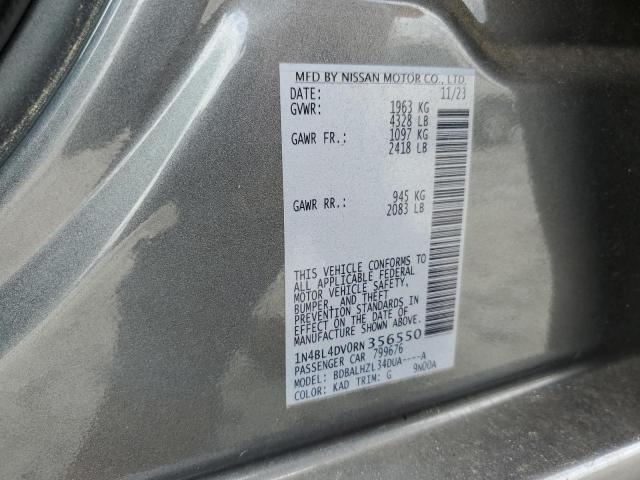 MFD BY NISSAN MOTOR CO., LTD.
DATE: 11/23
GVWR: 1963 KG
4328 LB
GAWR FR.: 1097 KG
2418 LB
GAWR RR.: 945 KG
2083 LB
THIS VEHICLE CONFORMS TO
ALL APPLICABLE FEDERAL
MOTOR VEHICLE SAFETY,
BUMPER, AND THEFT
PREVENTION STANDARDS IN
EFFECT ON THE DATE OF
MANUFACTURE SHOWN ABOVE.
1N4BL4DV0RN356550
PASSENGER CAR 799676
MODEL: BDBALHZL34DUA----A
COLOR: KAD TRIM: G 9N00A